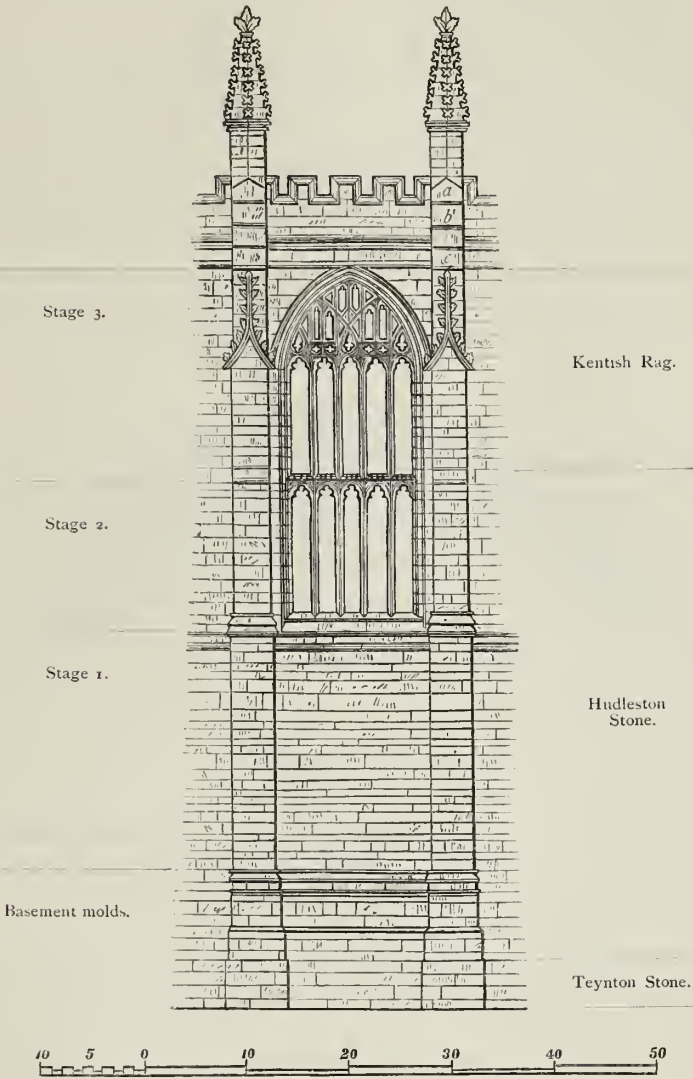 a
b
c
Stage 3.
Kentish Rag.
Stage 2.
Stage 1.
Hudleston
Stone.
Basement molds.
Teynton Stone.
10 5 0 10 20 30 40 50